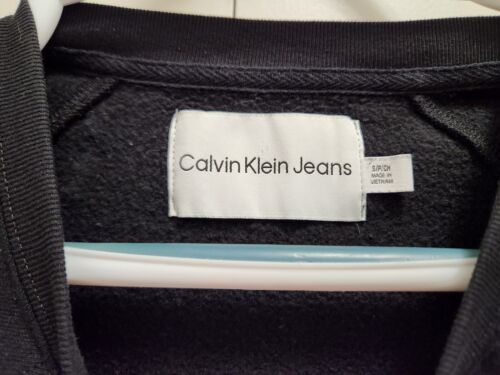 Calvin Klein Jeans
S/P/CH
MADE IN
VIETNAM